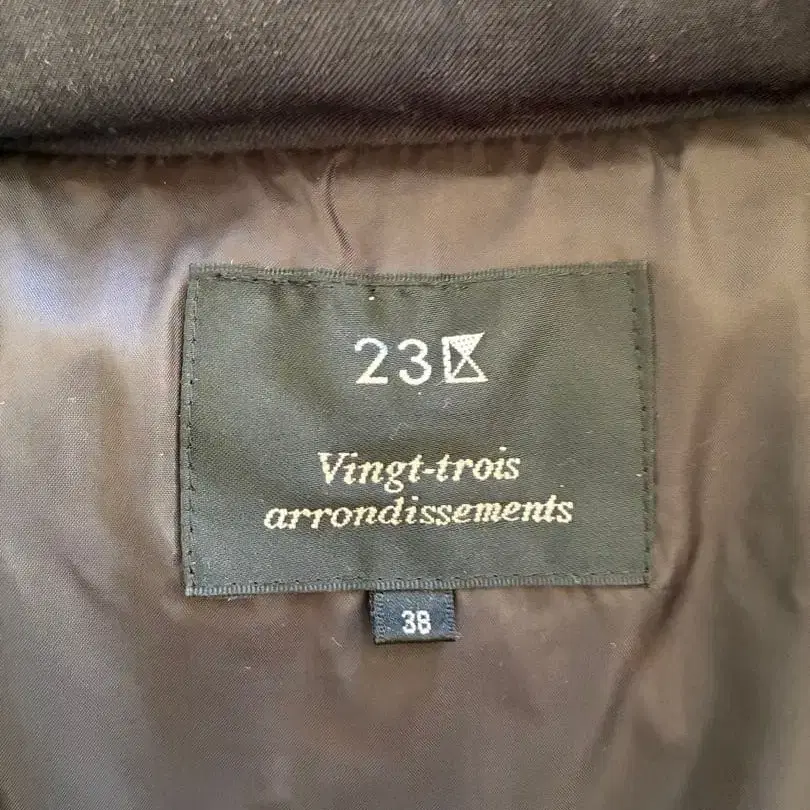 23区
Vingt-trois
arrondissements
38